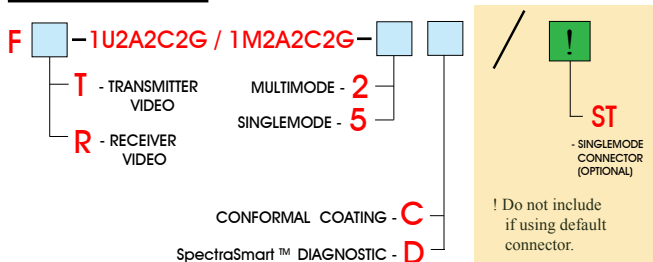 F -1U2A2C2G / 1M2A2C2G- / !
T - TRANSMITTER
VIDEO
R - RECEIVER
VIDEO
MULTIMODE - 2
SINGLEMODE - 5
CONFORMAL COATING - C
SpectraSmart ™ DIAGNOSTIC - D
ST
- SINGLEMODE
CONNECTOR
(OPTIONAL)
! Do not include
if using default
connector.